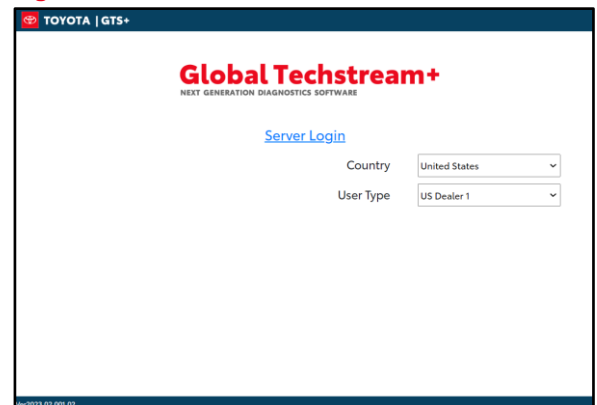 TOYOTA | GTS+
Global Techstream+
NEXT GENERATION DIAGNOSTICS SOFTWARE
Server Login
Country United States
User Type US Dealer 1